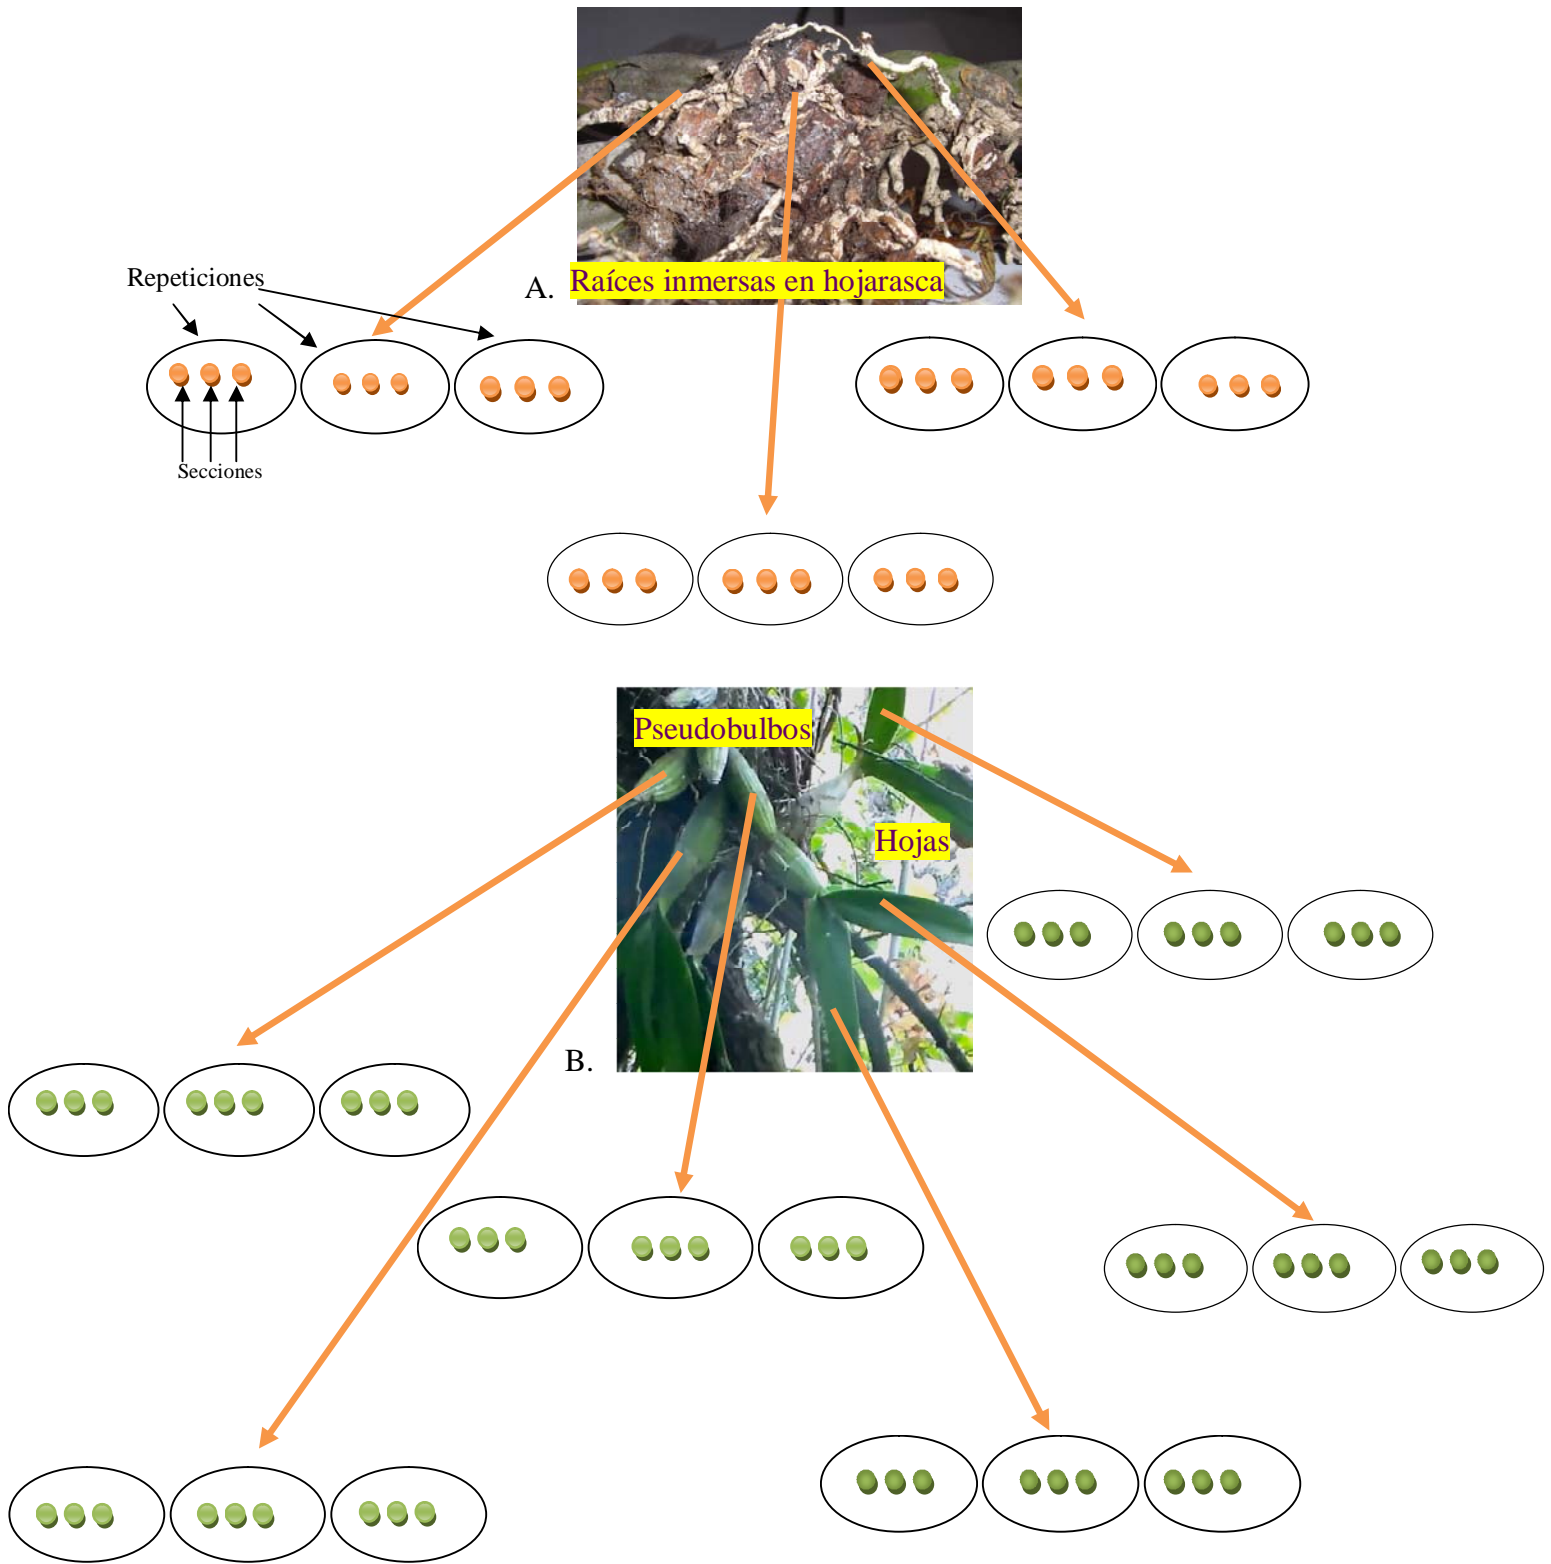 Repeticiones
A.
Raíces inmersas en hojarasca
Secciones
Pseudobulbos
Hojas
B.